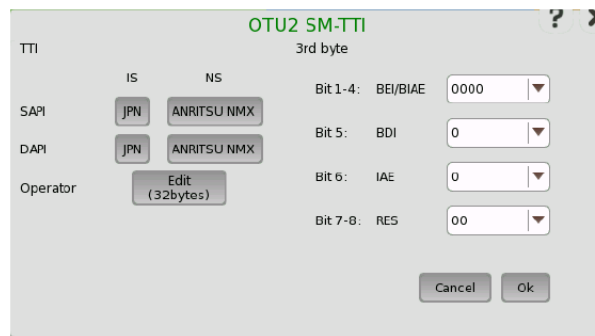 OTU2 SM-TTI
?
TTI
3rd byte
IS NS
SAPI JPN ANRITSU NMX
DAPI JPN ANRITSU NMX
Operator Edit
(32bytes)
Bit 1-4: BEI/BIAE 0000
Bit 5: BDI 0
Bit 6: IAE 0
Bit 7-8: RES 00
Cancel Ok